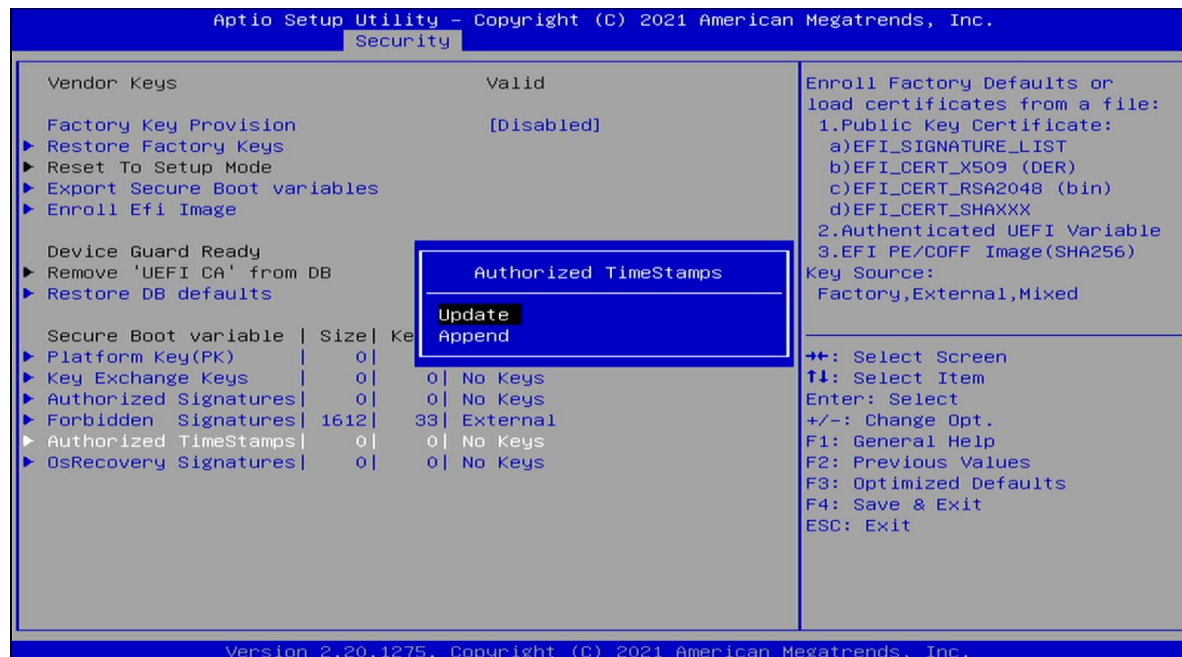 Aptio Setup Utility – Copyright (C) 2021 American Megatrends, Inc.
Security
Vendor Keys Valid
Factory Key Provision [Disabled]
Restore Factory Keys
Reset To Setup Mode
Export Secure Boot variables
Enroll Efi Image
Device Guard Ready
Remove 'UEFI CA' from DB
Restore DB defaults
Secure Boot variable | Size| Ke
Platform Key(PK) | 0|
Key Exchange Keys | 0| 0| No Keys
Authorized Signatures| 0| 0| No Keys
Forbidden Signatures| 1612| 33| External
Authorized TimeStamps| 0| 0| No Keys
OsRecovery Signatures| 0| 0| No Keys
Authorized TimeStamps
Update
Append
Enroll Factory Defaults or
load certificates from a file:
1.Public Key Certificate:
a)EFI_SIGNATURE_LIST
b)EFI_CERT_X509 (DER)
c)EFI_CERT_RSA2048 (bin)
d)EFI_CERT_SHAXXX
2.Authenticated UEFI Variable
3.EFI PE/COFF Image(SHA256)
Key Source:
Factory,External,Mixed
→←: Select Screen
↑↓: Select Item
Enter: Select
+/-: Change Opt.
F1: General Help
F2: Previous Values
F3: Optimized Defaults
F4: Save & Exit
ESC: Exit
Version 2.20.1275. Copyright (C) 2021 American Megatrends, Inc.